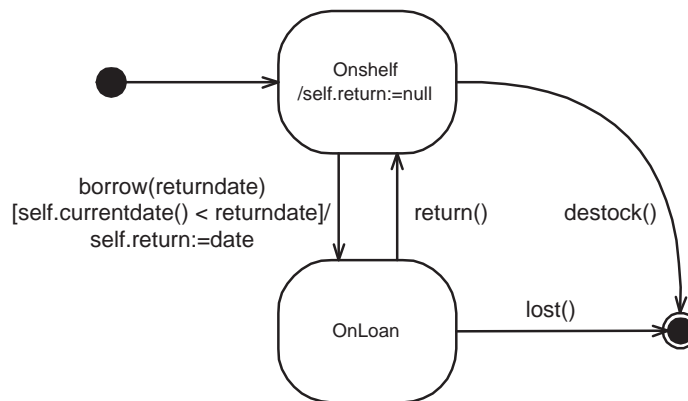 Onshelf
/self.return:=null
borrow(returndate)
[self.currentdate() < returndate]/
self.return:=date
return()
destock()
lost()
OnLoan